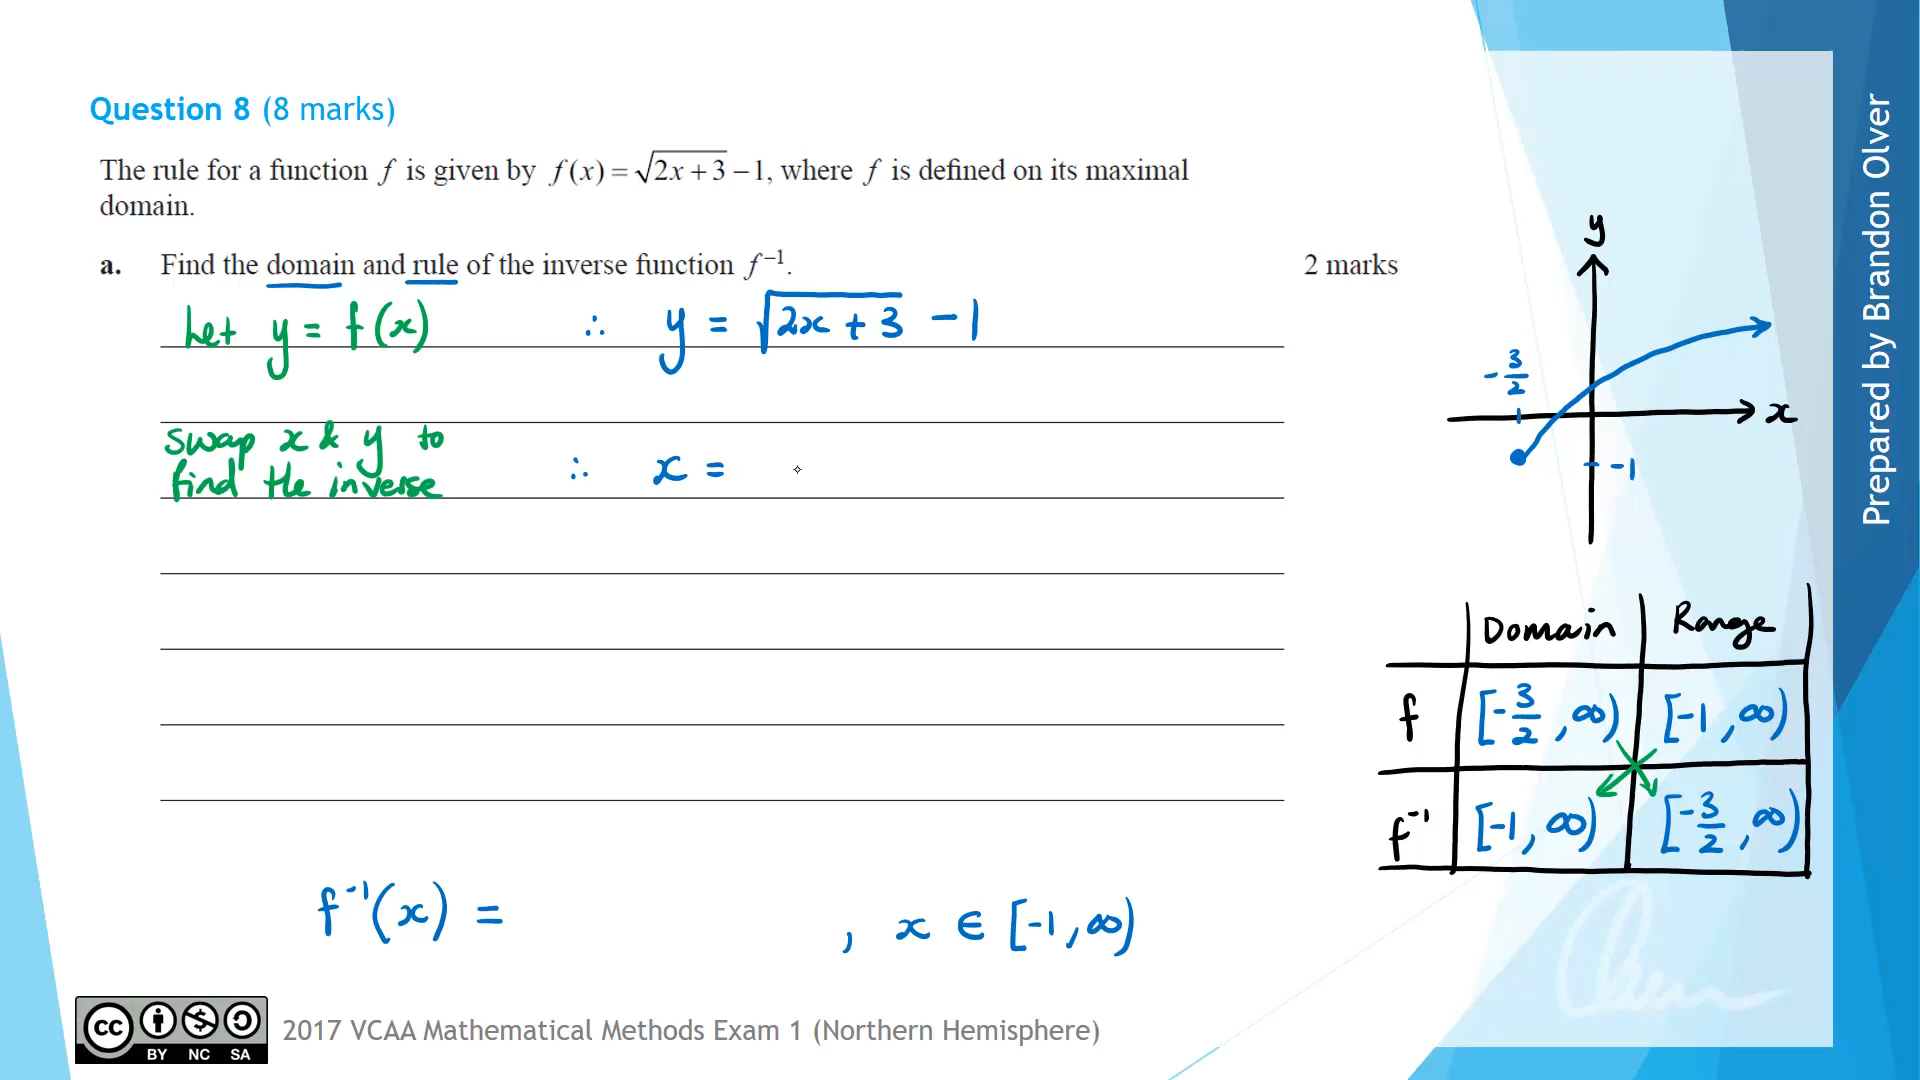 Question 8 (8 marks)
The rule for a function f is given by f(x) = √(2x + 3) − 1, where f is defined on its maximal
domain.
a. Find the domain and rule of the inverse function f⁻¹. 2 marks
Let y = f(x) ∴ y = √(2x + 3) − 1
swap x & y to
find the inverse ∴ x =
f⁻¹(x) = , x ∈ [-1, ∞)
y
-3/2
x
-1
Domain Range
f [-3/2, ∞) [-1, ∞)
f⁻¹ [-1, ∞) [-3/2, ∞)
Prepared by Brandon Olver
cc BY NC SA
2017 VCAA Mathematical Methods Exam 1 (Northern Hemisphere)